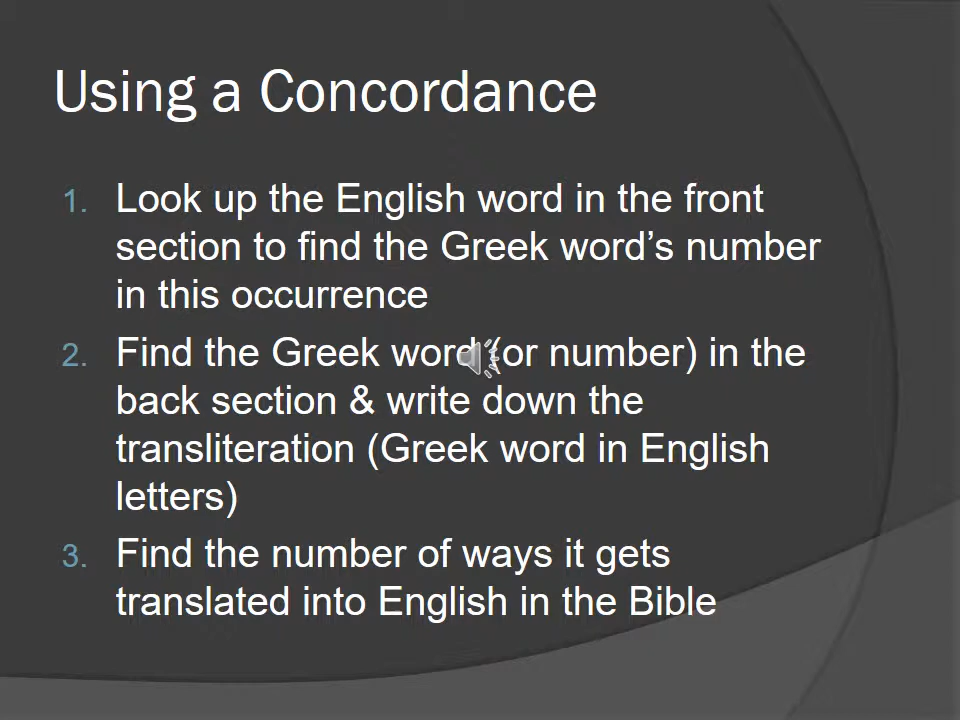 Using a Concordance
1. Look up the English word in the front
section to find the Greek word’s number
in this occurrence
2. Find the Greek word (or number) in the
back section & write down the
transliteration (Greek word in English
letters)
3. Find the number of ways it gets
translated into English in the Bible